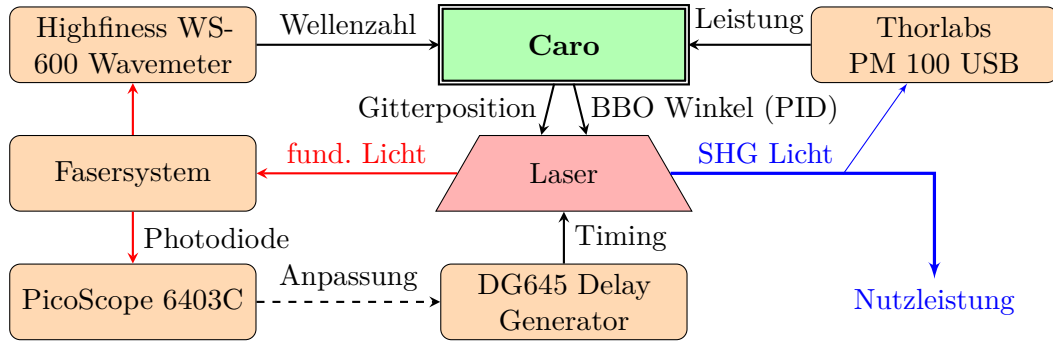 Highfiness WS-
600 Wavemeter
Wellenzahl
Caro
Leistung
Thorlabs
PM 100 USB
Gitterposition
BBO Winkel (PID)
Fasersystem
fund. Licht
Laser
SHG Licht
Photodiode
Timing
PicoScope 6403C
Anpassung
DG645 Delay
Generator
Nutzleistung